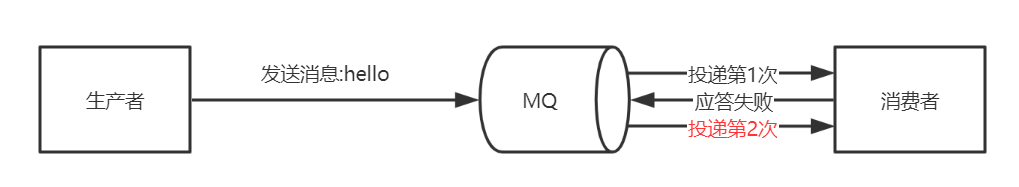 生产者
发送消息:hello
MQ
投递第1次
应答失败
投递第2次
消费者